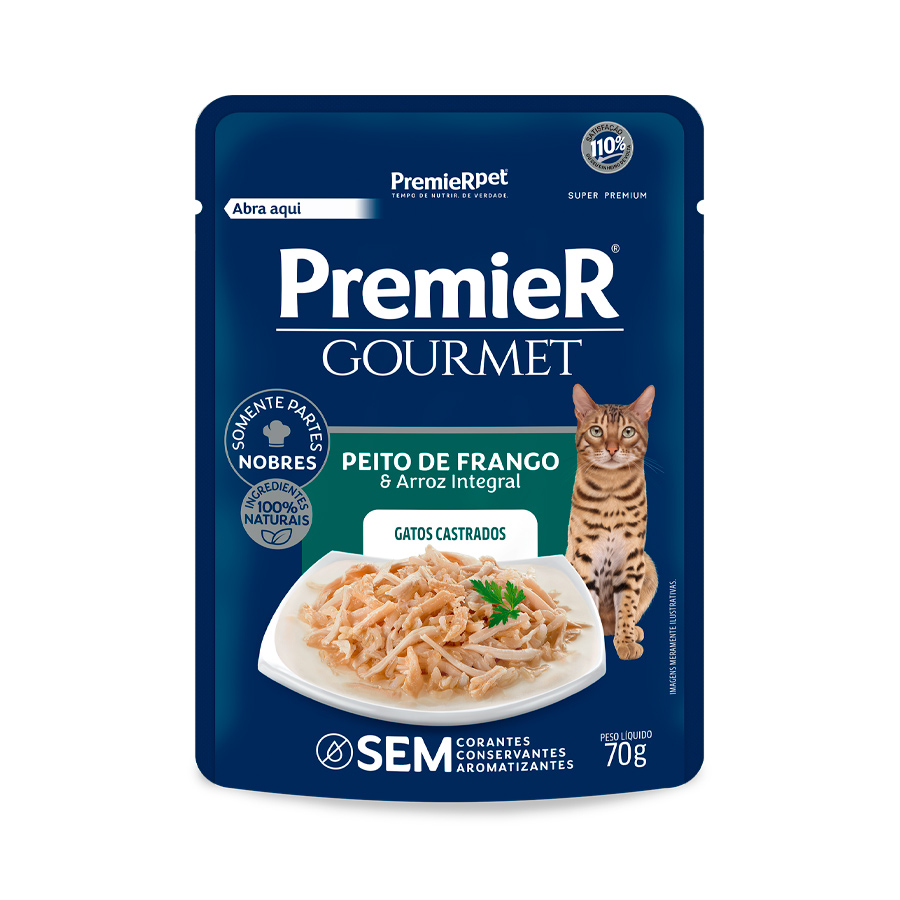 PremieRpet®
TEMPO DE NUTRIR. DE VERDADE.
SATISFAÇÃO
110%
SUPER PREMIUM
Abra aqui
PremieR®
GOURMET
SOMENTE PARTES
NOBRES
INGREDIENTES
100%
NATURAIS
PEITO DE FRANGO
& Arroz Integral
GATOS CASTRADOS
IMAGENS MERAMENTE ILUSTRATIVAS.
SEM
CORANTES
CONSERVANTES
AROMATIZANTES
PESO LÍQUIDO
70g